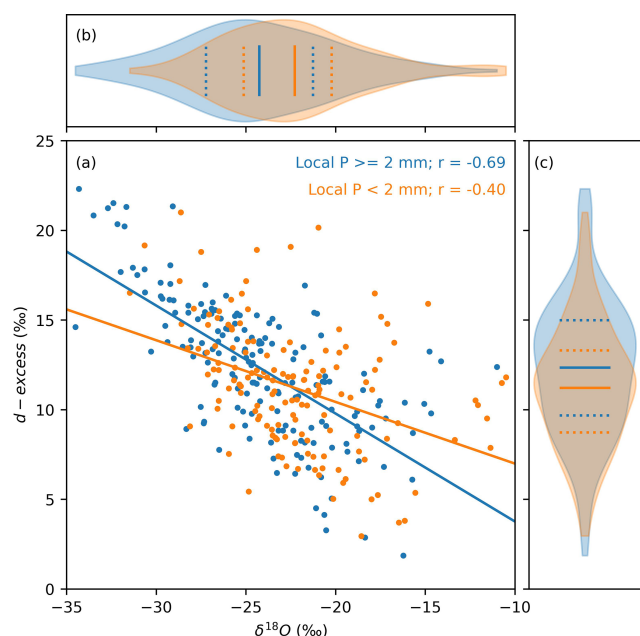 (b)
(a)
Local P >= 2 mm; r = -0.69
Local P < 2 mm; r = -0.40
(c)
25
20
15
10
5
0
d − excess (‰)
−35 −30 −25 −20 −15 −10
δ¹⁸O (‰)